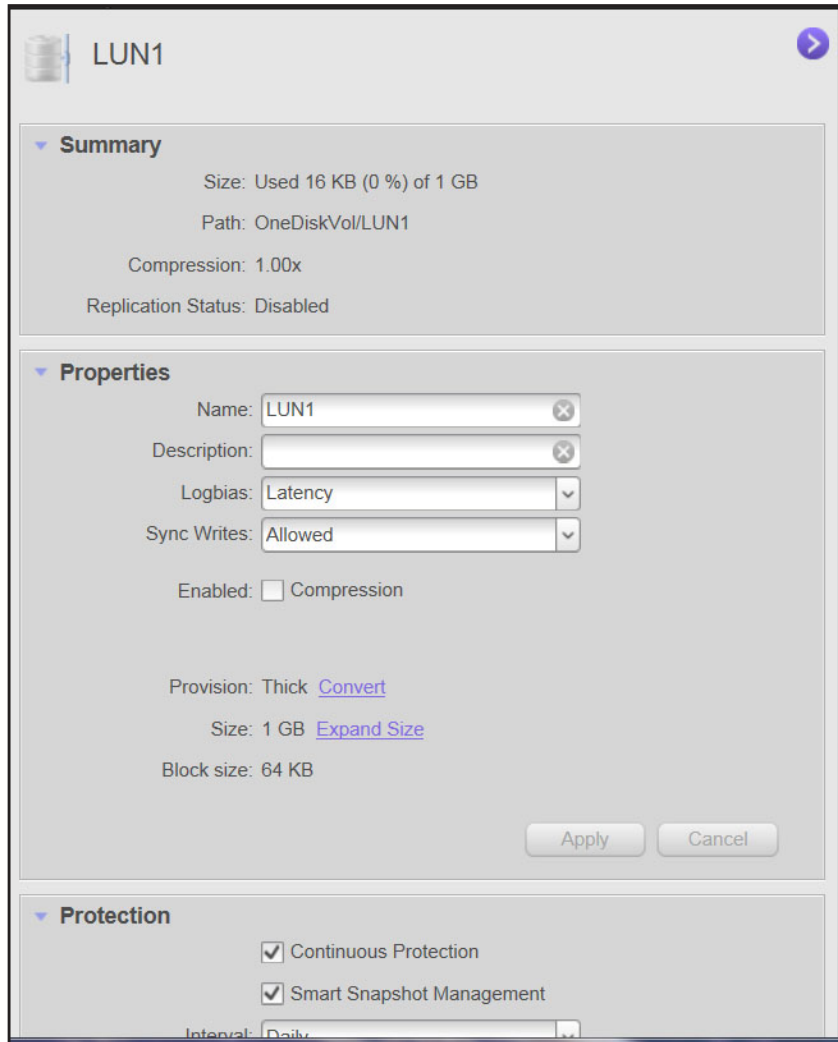 LUN1
Summary
Size: Used 16 KB (0 %) of 1 GB
Path: OneDiskVol/LUN1
Compression: 1.00x
Replication Status: Disabled
Properties
Name: LUN1
Description:
Logbias: Latency
Sync Writes: Allowed
Enabled: Compression
Provision: Thick Convert
Size: 1 GB Expand Size
Block size: 64 KB
Apply Cancel
Protection
Continuous Protection
Smart Snapshot Management
Interval: Daily